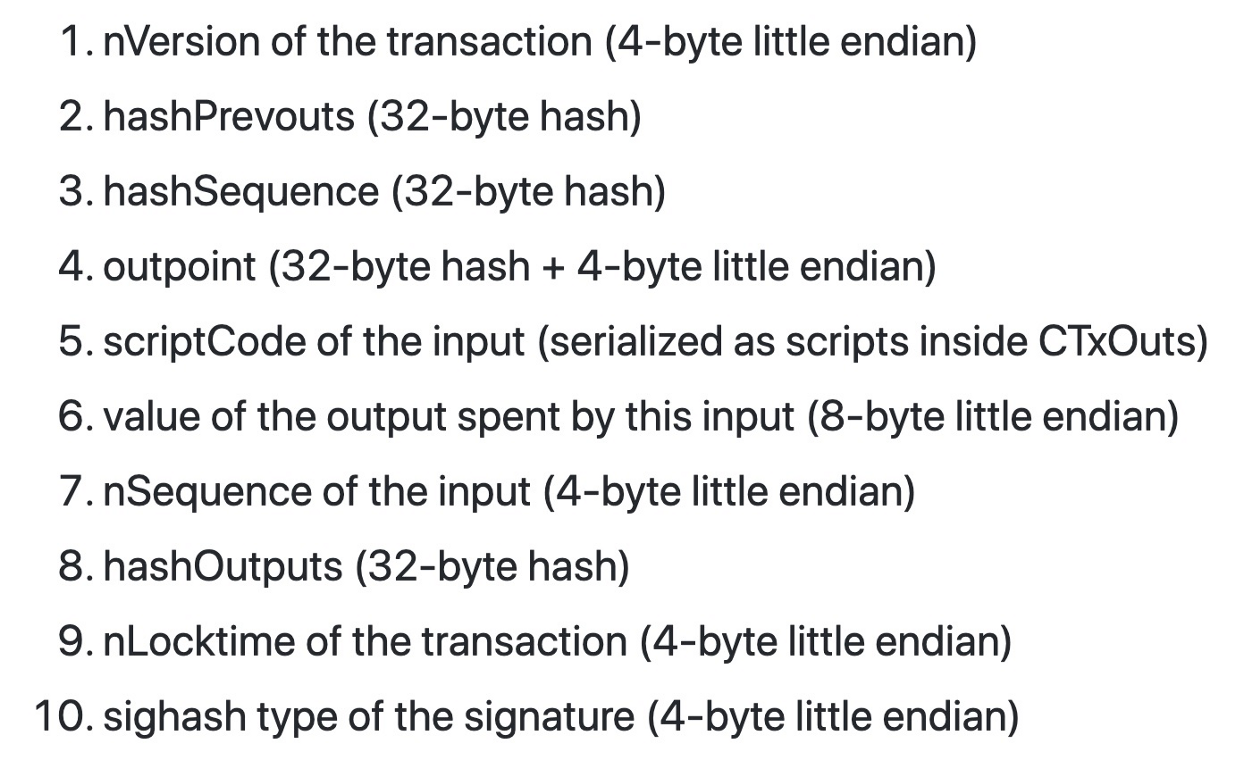 1. nVersion of the transaction (4-byte little endian)
2. hashPrevouts (32-byte hash)
3. hashSequence (32-byte hash)
4. outpoint (32-byte hash + 4-byte little endian)
5. scriptCode of the input (serialized as scripts inside CTxOuts)
6. value of the output spent by this input (8-byte little endian)
7. nSequence of the input (4-byte little endian)
8. hashOutputs (32-byte hash)
9. nLocktime of the transaction (4-byte little endian)
10. sighash type of the signature (4-byte little endian)